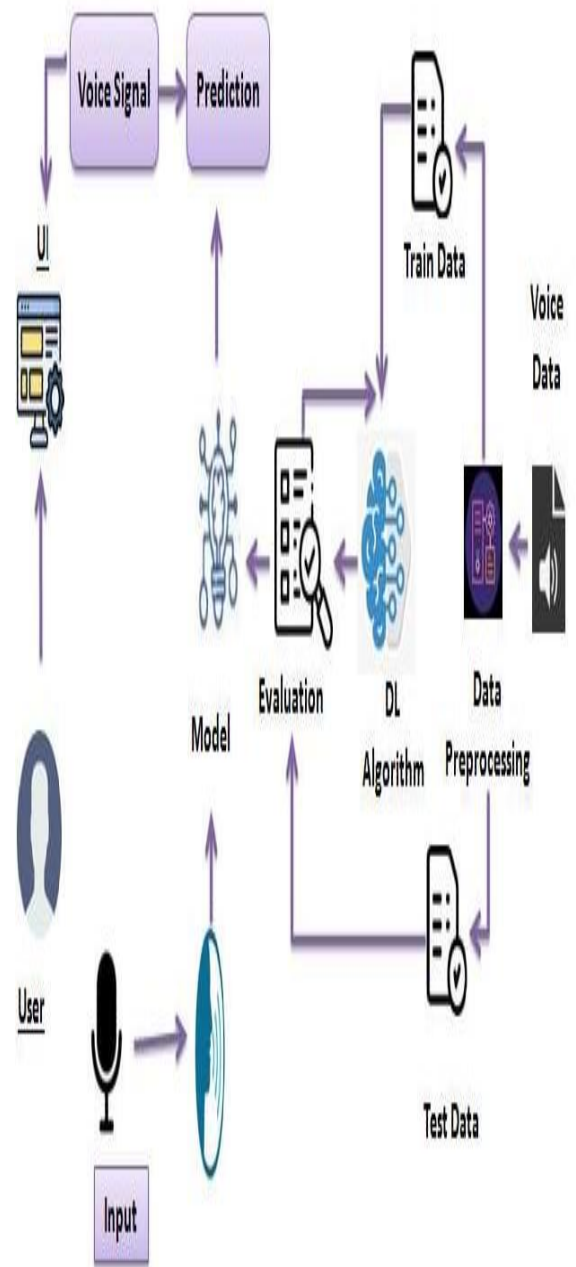 Voice Signal
Prediction
UI
Train Data
Voice
Data
Evaluation
DL
Algorithm
Data
Preprocessing
Model
User
Test Data
Input